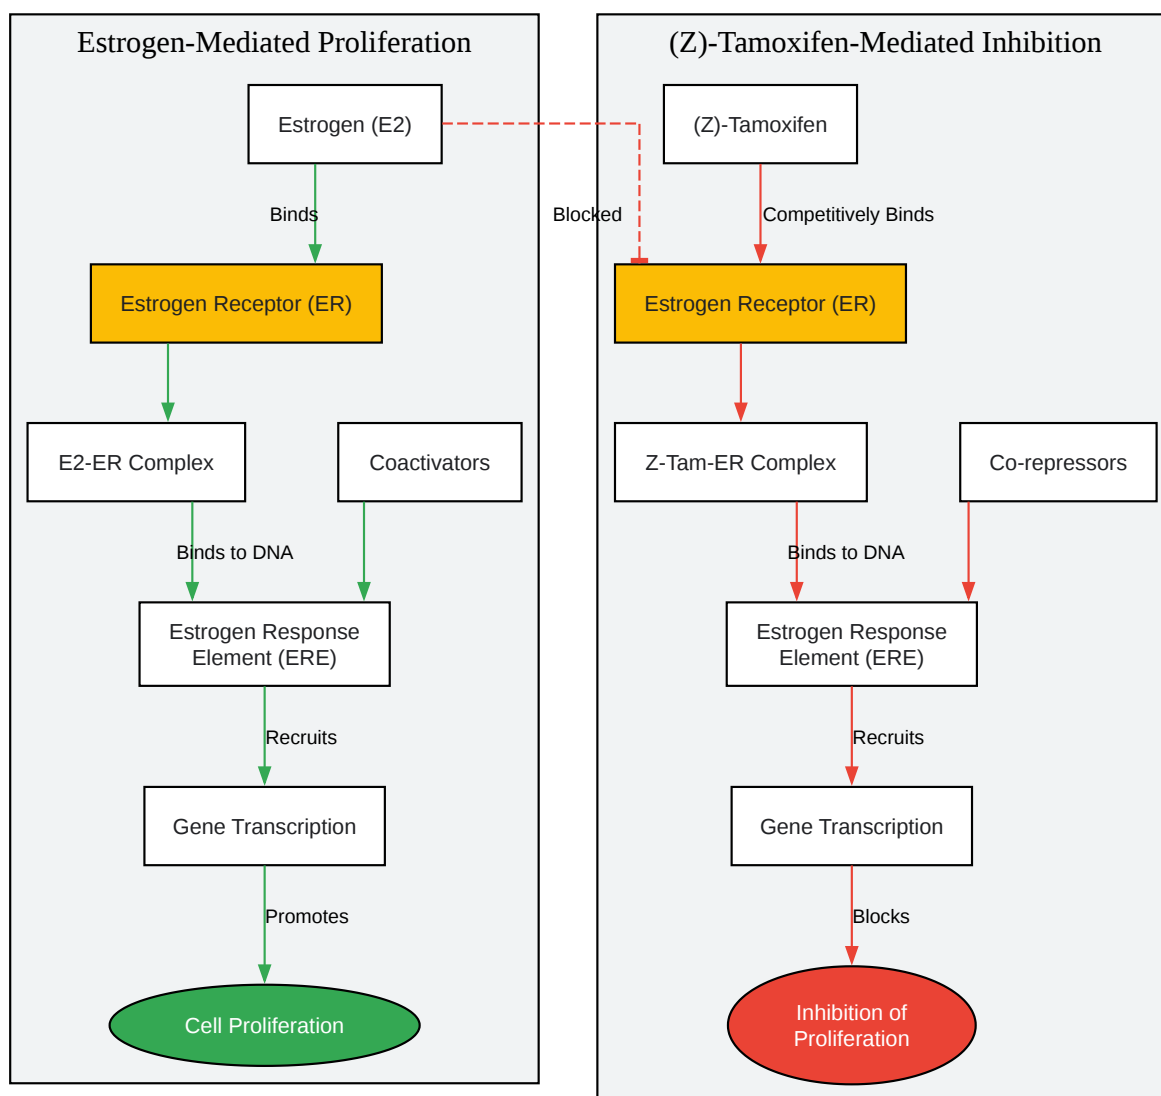 Estrogen-Mediated Proliferation
Estrogen (E2)
Binds
Estrogen Receptor (ER)
E2-ER Complex
Coactivators
Binds to DNA
Estrogen Response
Element (ERE)
Recruits
Gene Transcription
Promotes
Cell Proliferation
(Z)-Tamoxifen-Mediated Inhibition
(Z)-Tamoxifen
Blocked
Competitively Binds
Estrogen Receptor (ER)
Z-Tam-ER Complex
Co-repressors
Binds to DNA
Estrogen Response
Element (ERE)
Recruits
Gene Transcription
Blocks
Inhibition of
Proliferation